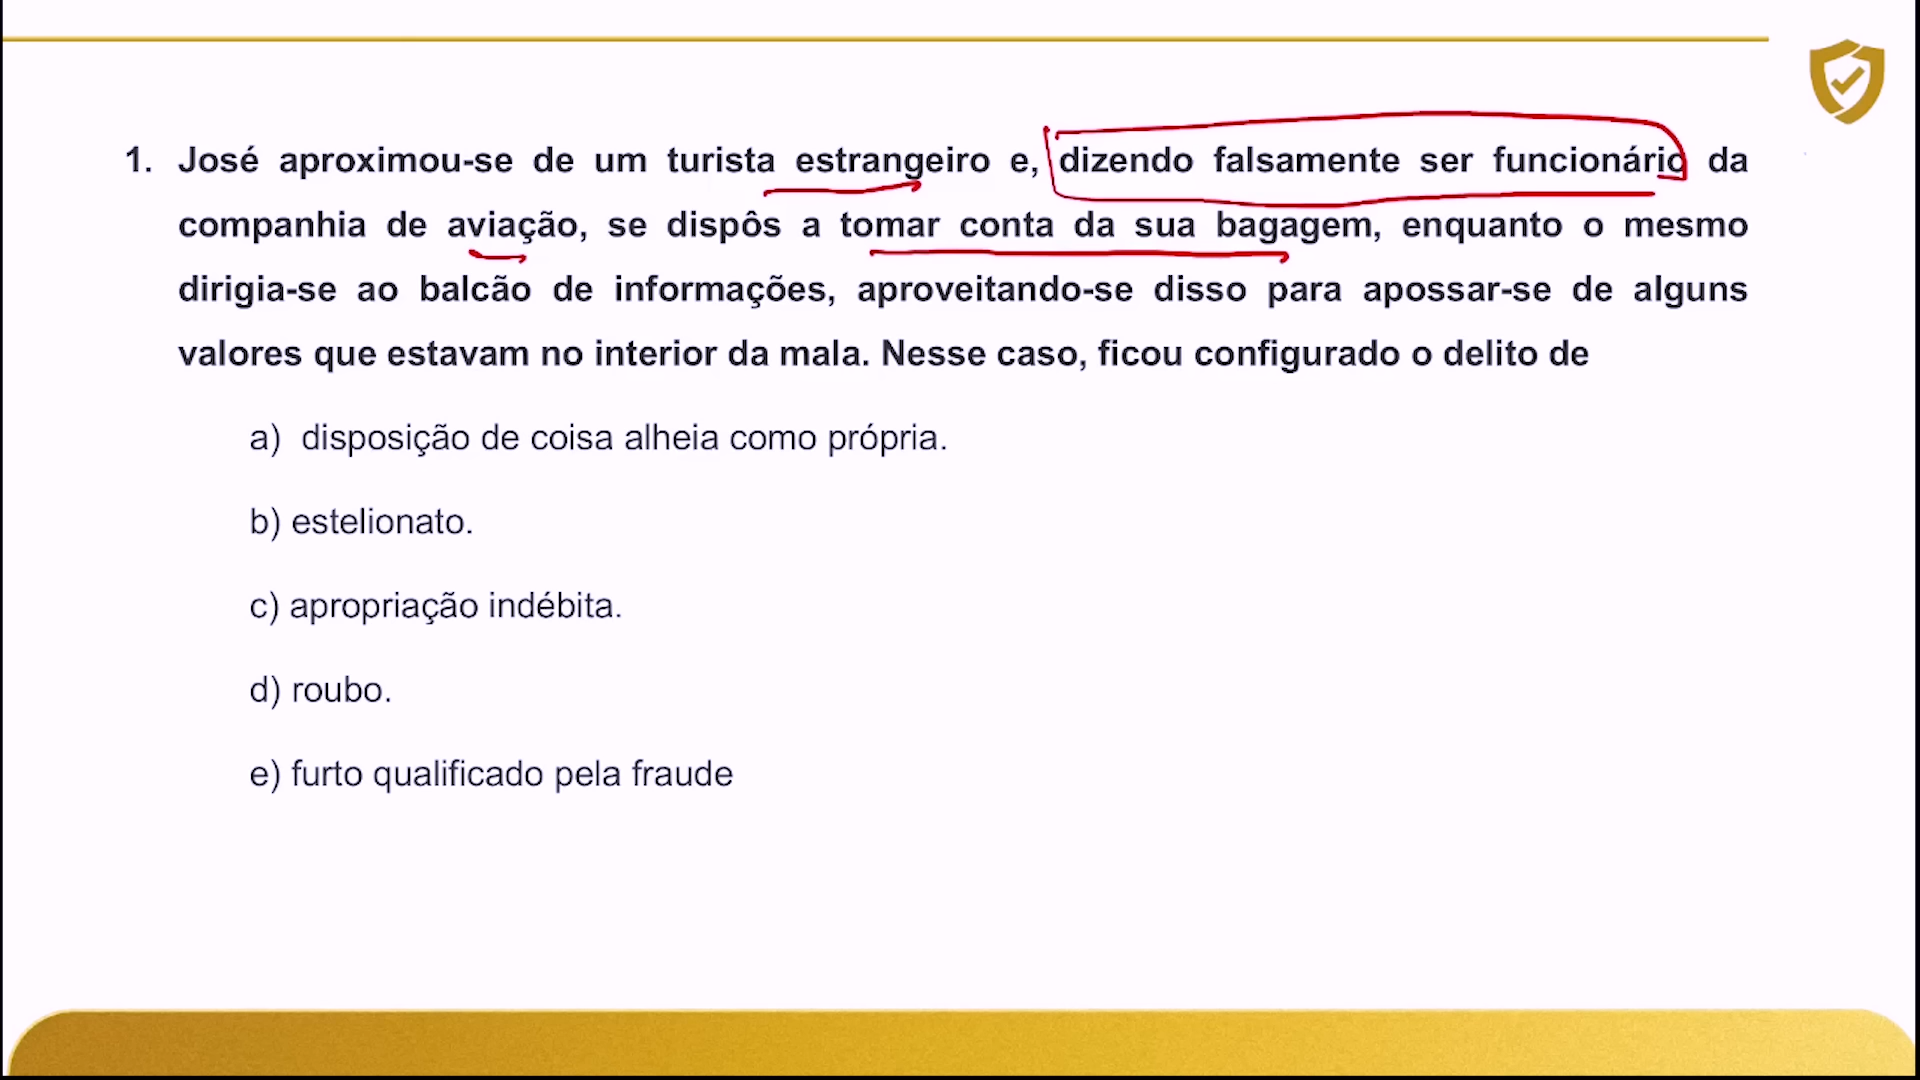 1. José aproximou-se de um turista estrangeiro e, dizendo falsamente ser funcionário da
companhia de aviação, se dispôs a tomar conta da sua bagagem, enquanto o mesmo
dirigia-se ao balcão de informações, aproveitando-se disso para apossar-se de alguns
valores que estavam no interior da mala. Nesse caso, ficou configurado o delito de
a) disposição de coisa alheia como própria.
b) estelionato.
c) apropriação indébita.
d) roubo.
e) furto qualificado pela fraude